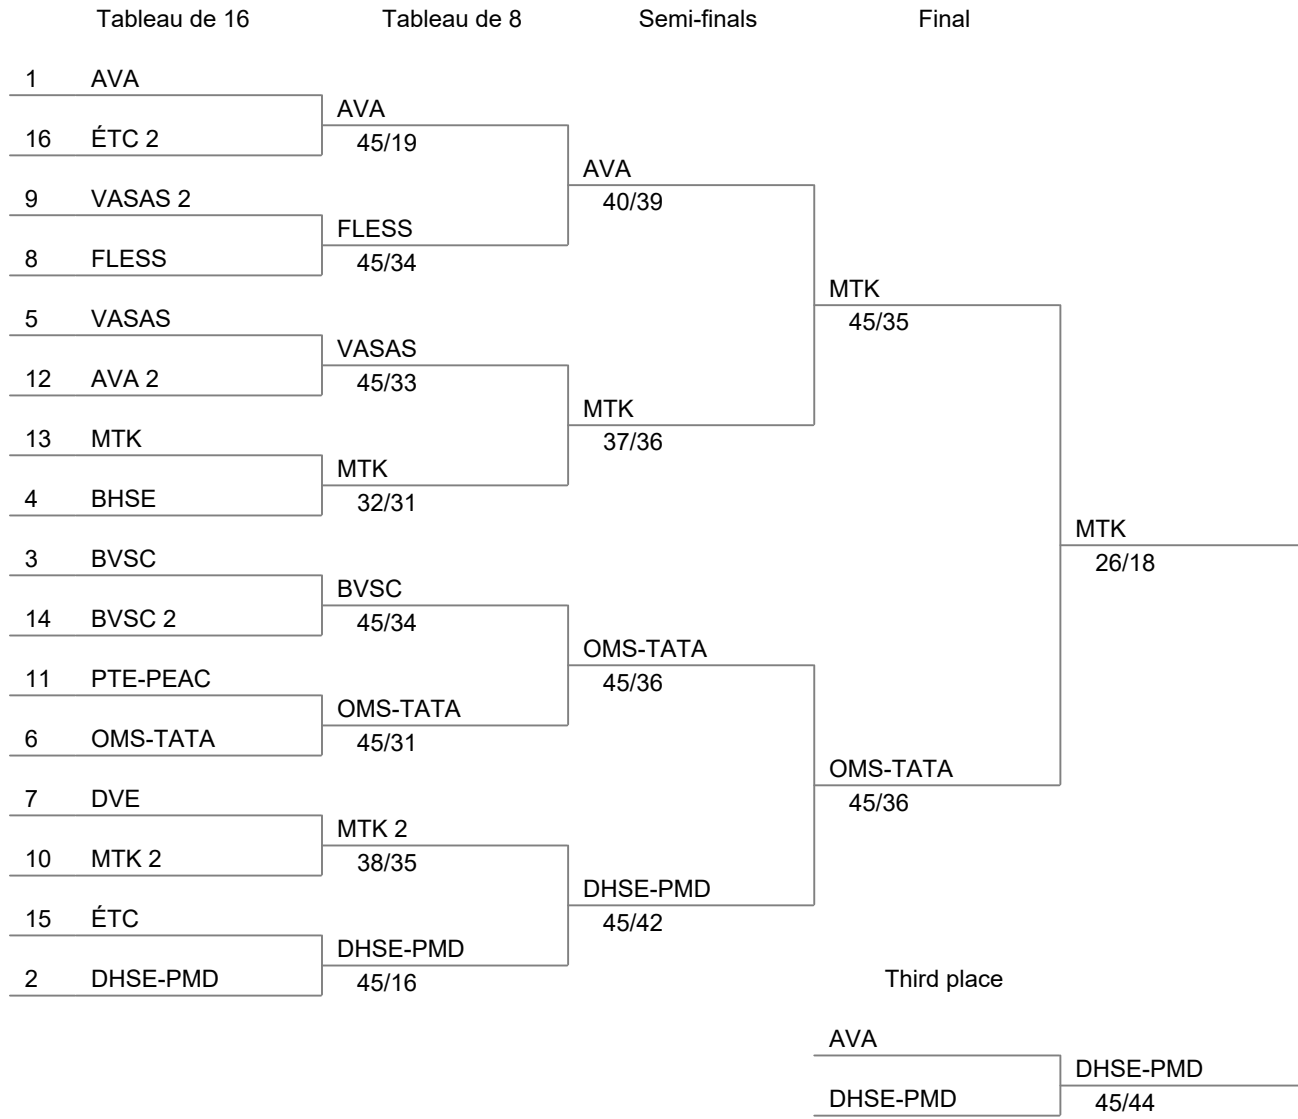 Tableau de 16 Tableau de 8 Semi-finals Final
1 AVA
AVA
16 ÉTC 2
45/19
AVA
9 VASAS 2
40/39
FLESS
8 FLESS
45/34
MTK
5 VASAS
45/35
VASAS
12 AVA 2
45/33
MTK
13 MTK
37/36
MTK
4 BHSE
32/31
MTK
3 BVSC
26/18
BVSC
14 BVSC 2
45/34
OMS-TATA
11 PTE-PEAC
45/36
OMS-TATA
6 OMS-TATA
45/31
OMS-TATA
7 DVE
45/36
MTK 2
10 MTK 2
38/35
DHSE-PMD
15 ÉTC
45/42
DHSE-PMD
2 DHSE-PMD
45/16
Third place
AVA
DHSE-PMD
DHSE-PMD
45/44